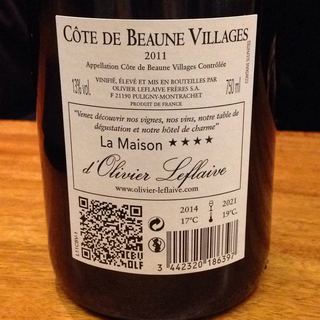 CÔTE DE BEAUNE VILLAGES
2011
Appellation Côte de Beaune Villages Contrôlée
13% vol.
VINIFIÉ, ÉLEVÉ ET MIS EN BOUTEILLES PAR
OLIVIER LEFLAIVE FRÈRES S.A.
F 21190 PULIGNY-MONTRACHET
PRODUIT DE FRANCE
750 ml
CONTAINS SULFITES
"Venez découvrir nos vignes, nos vins, notre table de
dégustation et notre hôtel de charme"
La Maison ★★★★
d'Olivier Leflaive
www.olivier-leflaive.com
2014 2021
17°C 19°C.
3 442320 186397